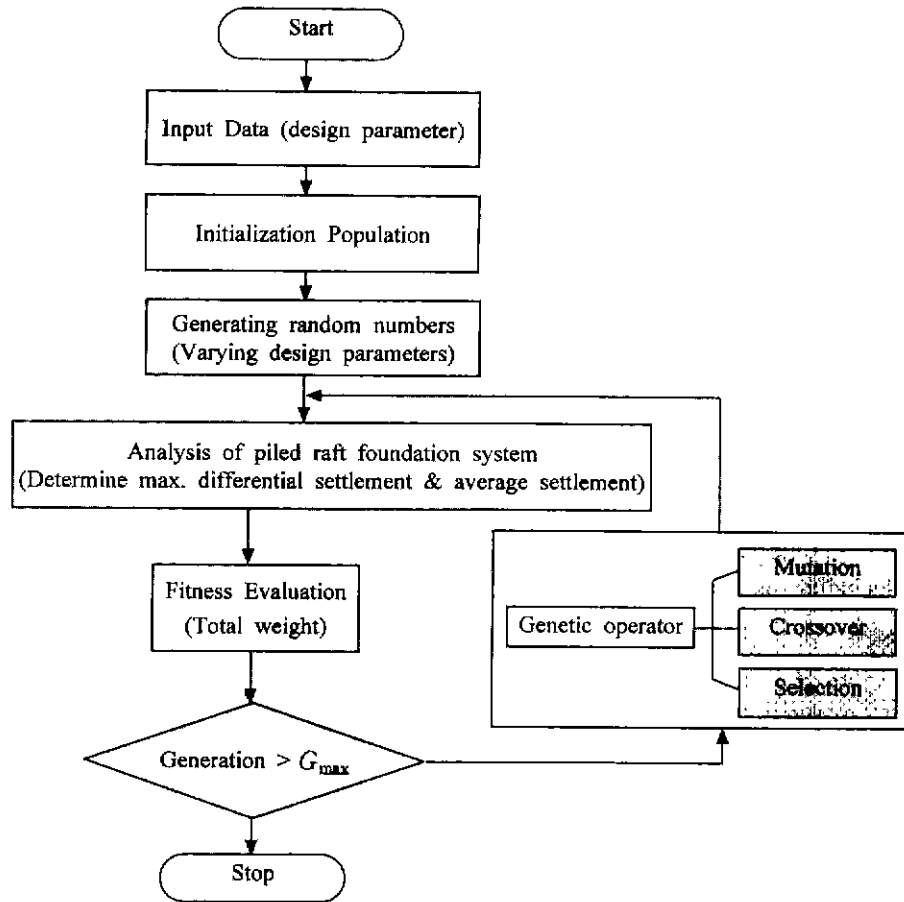 Start
Input Data (design parameter)
Initialization Population
Generating random numbers
(Varying design parameters)
Analysis of piled raft foundation system
(Determine max. differential settlement & average settlement)
Fitness Evaluation
(Total weight)
Genetic operator
Mutation
Crossover
Selection
Generation > G max
Stop